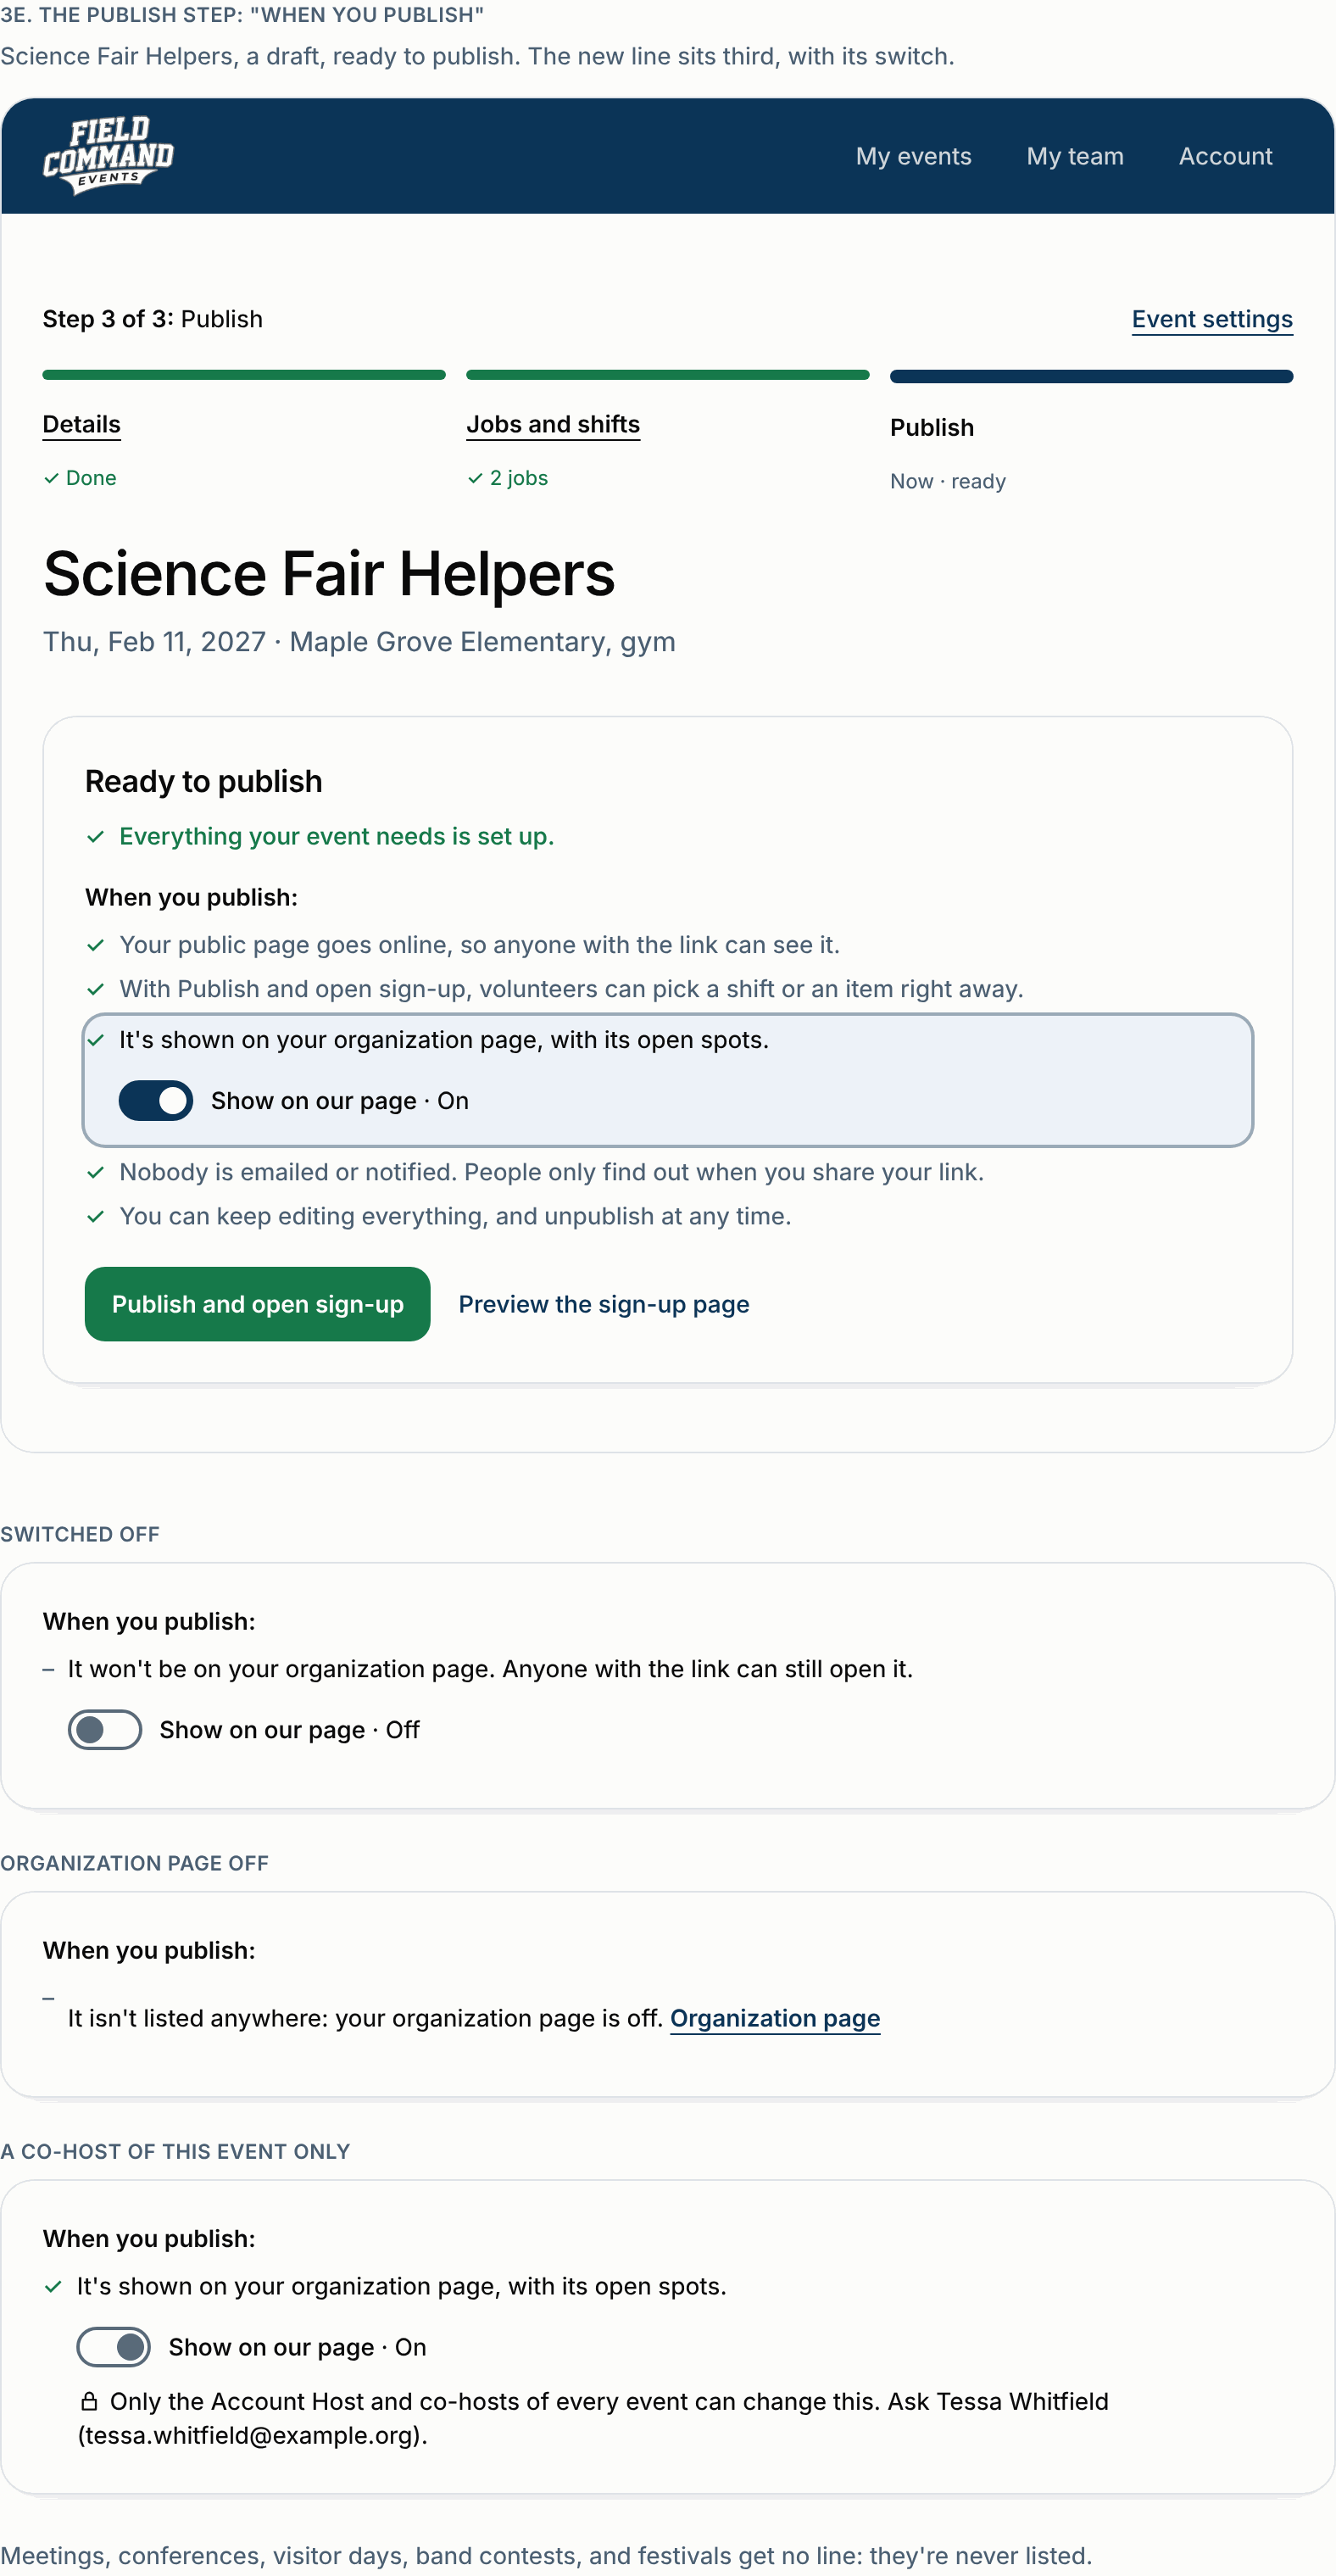 3E. THE PUBLISH STEP: "WHEN YOU PUBLISH"
Science Fair Helpers, a draft, ready to publish. The new line sits third, with its switch.
FIELD
COMMAND
EVENTS
My events
My team
Account
Step 3 of 3: Publish
Event settings
Details
Jobs and shifts
Publish
✓ Done
✓ 2 jobs
Now · ready
Science Fair Helpers
Thu, Feb 11, 2027 · Maple Grove Elementary, gym
Ready to publish
✓ Everything your event needs is set up.
When you publish:
✓ Your public page goes online, so anyone with the link can see it.
✓ With Publish and open sign-up, volunteers can pick a shift or an item right away.
✓ It's shown on your organization page, with its open spots.
Show on our page · On
✓ Nobody is emailed or notified. People only find out when you share your link.
✓ You can keep editing everything, and unpublish at any time.
Publish and open sign-up
Preview the sign-up page
SWITCHED OFF
When you publish:
– It won't be on your organization page. Anyone with the link can still open it.
Show on our page · Off
ORGANIZATION PAGE OFF
When you publish:
– It isn't listed anywhere: your organization page is off. Organization page
A CO-HOST OF THIS EVENT ONLY
When you publish:
✓ It's shown on your organization page, with its open spots.
Show on our page · On
Only the Account Host and co-hosts of every event can change this. Ask Tessa Whitfield
(tessa.whitfield@example.org).
Meetings, conferences, visitor days, band contests, and festivals get no line: they're never listed.